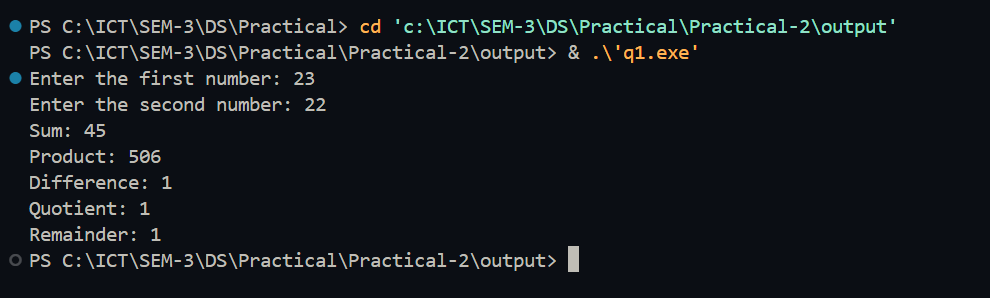 PS C:\ICT\SEM-3\DS\Practical> cd 'c:\ICT\SEM-3\DS\Practical\Practical-2\output'
PS C:\ICT\SEM-3\DS\Practical\Practical-2\output> & .\'q1.exe'
Enter the first number: 23
Enter the second number: 22
Sum: 45
Product: 506
Difference: 1
Quotient: 1
Remainder: 1
PS C:\ICT\SEM-3\DS\Practical\Practical-2\output>